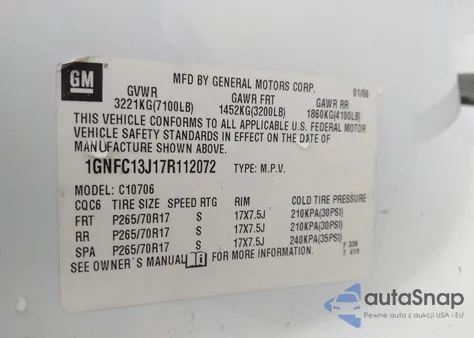 GM
MFD BY GENERAL MOTORS CORP.
01/06
GVWR GAWR FRT GAWR RR
3221KG(7100LB) 1452KG(3200LB) 1860KG(4100LB)
THIS VEHICLE CONFORMS TO ALL APPLICABLE U.S. FEDERAL MOTOR
VEHICLE SAFETY STANDARDS IN EFFECT ON THE DATE OF
MANUFACTURE SHOWN ABOVE.
1GNFC13J17R112072 TYPE: M.P.V.
MODEL: C10706
CQC6 TIRE SIZE SPEED RTG RIM COLD TIRE PRESSURE
FRT P265/70R17 S 17X7.5J 210KPA(30PSI)
RR P265/70R17 S 17X7.5J 210KPA(30PSI)
SPA P265/70R17 S 17X7.5J 240KPA(35PSI)
SEE OWNER'S MANUAL FOR MORE INFORMATION.
autoSnap
Pewne auta z aukcji USA i EU